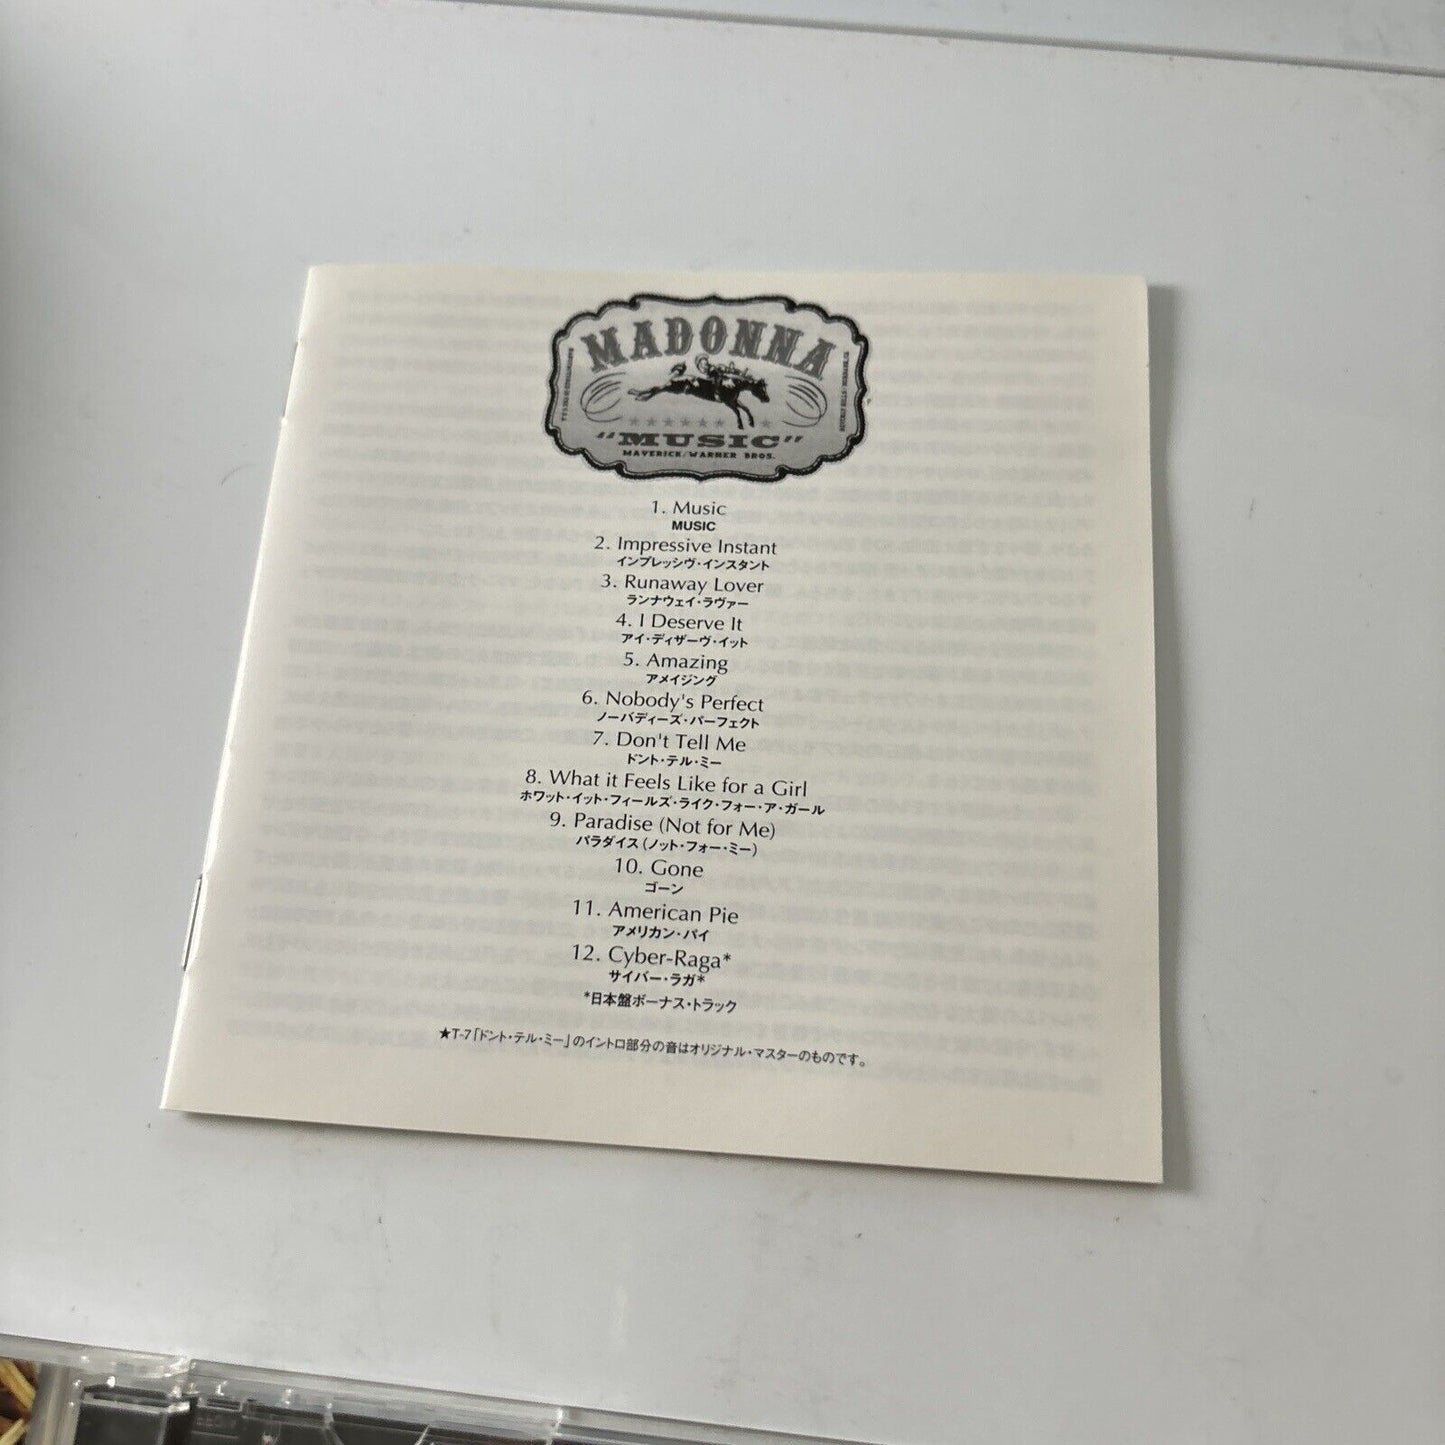 MADONNA
"MUSIC"
MAVERICK/WARNER BROS.
1. Music
MUSIC
2. Impressive Instant
インプレッシヴ・インスタント
3. Runaway Lover
ランナウェイ・ラヴァー
4. I Deserve It
アイ・ディザーヴ・イット
5. Amazing
アメイジング
6. Nobody's Perfect
ノーバディーズ・パーフェクト
7. Don't Tell Me
ドント・テル・ミー
8. What it Feels Like for a Girl
ホワット・イット・フィールズ・ライク・フォー・ア・ガール
9. Paradise (Not for Me)
パラダイス(ノット・フォー・ミー)
10. Gone
ゴーン
11. American Pie
アメリカン・パイ
12. Cyber-Raga*
サイバー・ラガ*
*日本盤ボーナス・トラック
★T-7「ドント・テル・ミー」のイントロ部分の音はオリジナル・マスターのものです。